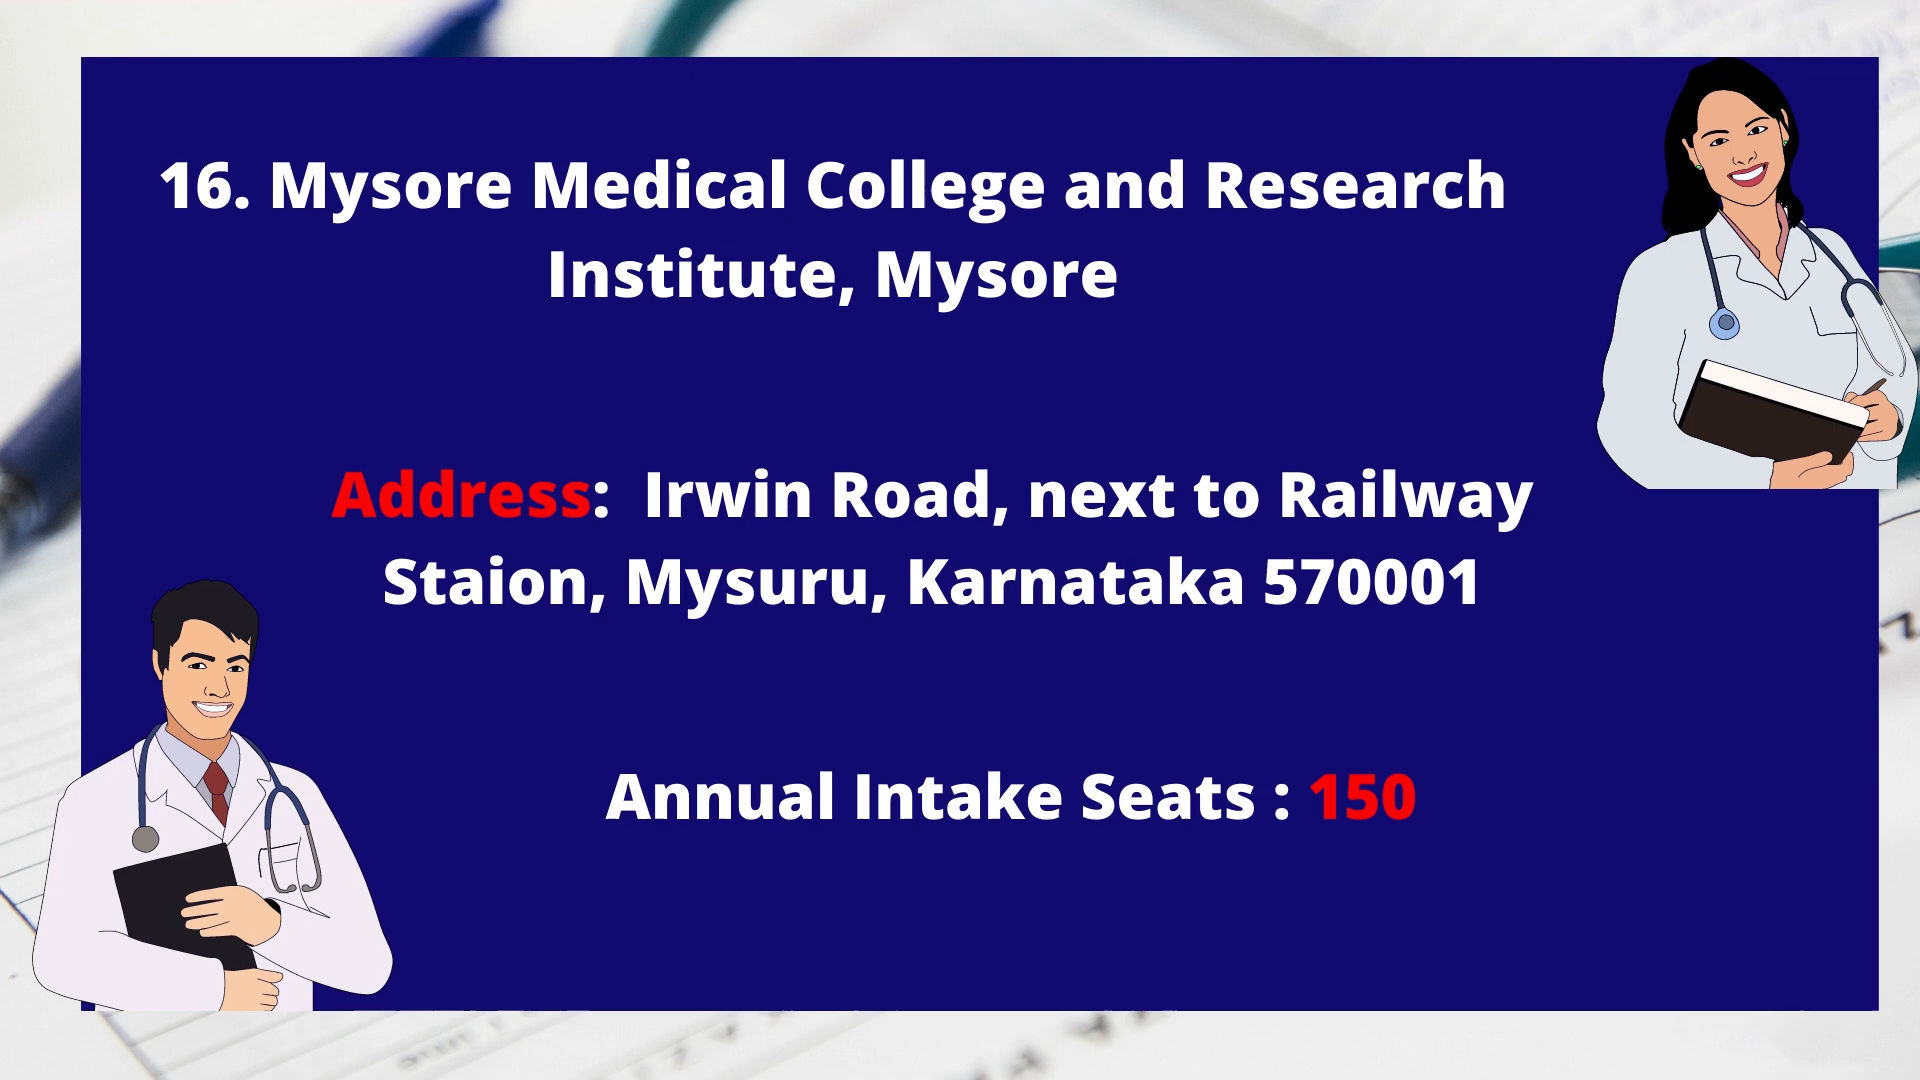 16. Mysore Medical College and Research
Institute, Mysore
Address:  Irwin Road, next to Railway
Staion, Mysuru, Karnataka 570001
Annual Intake Seats : 150